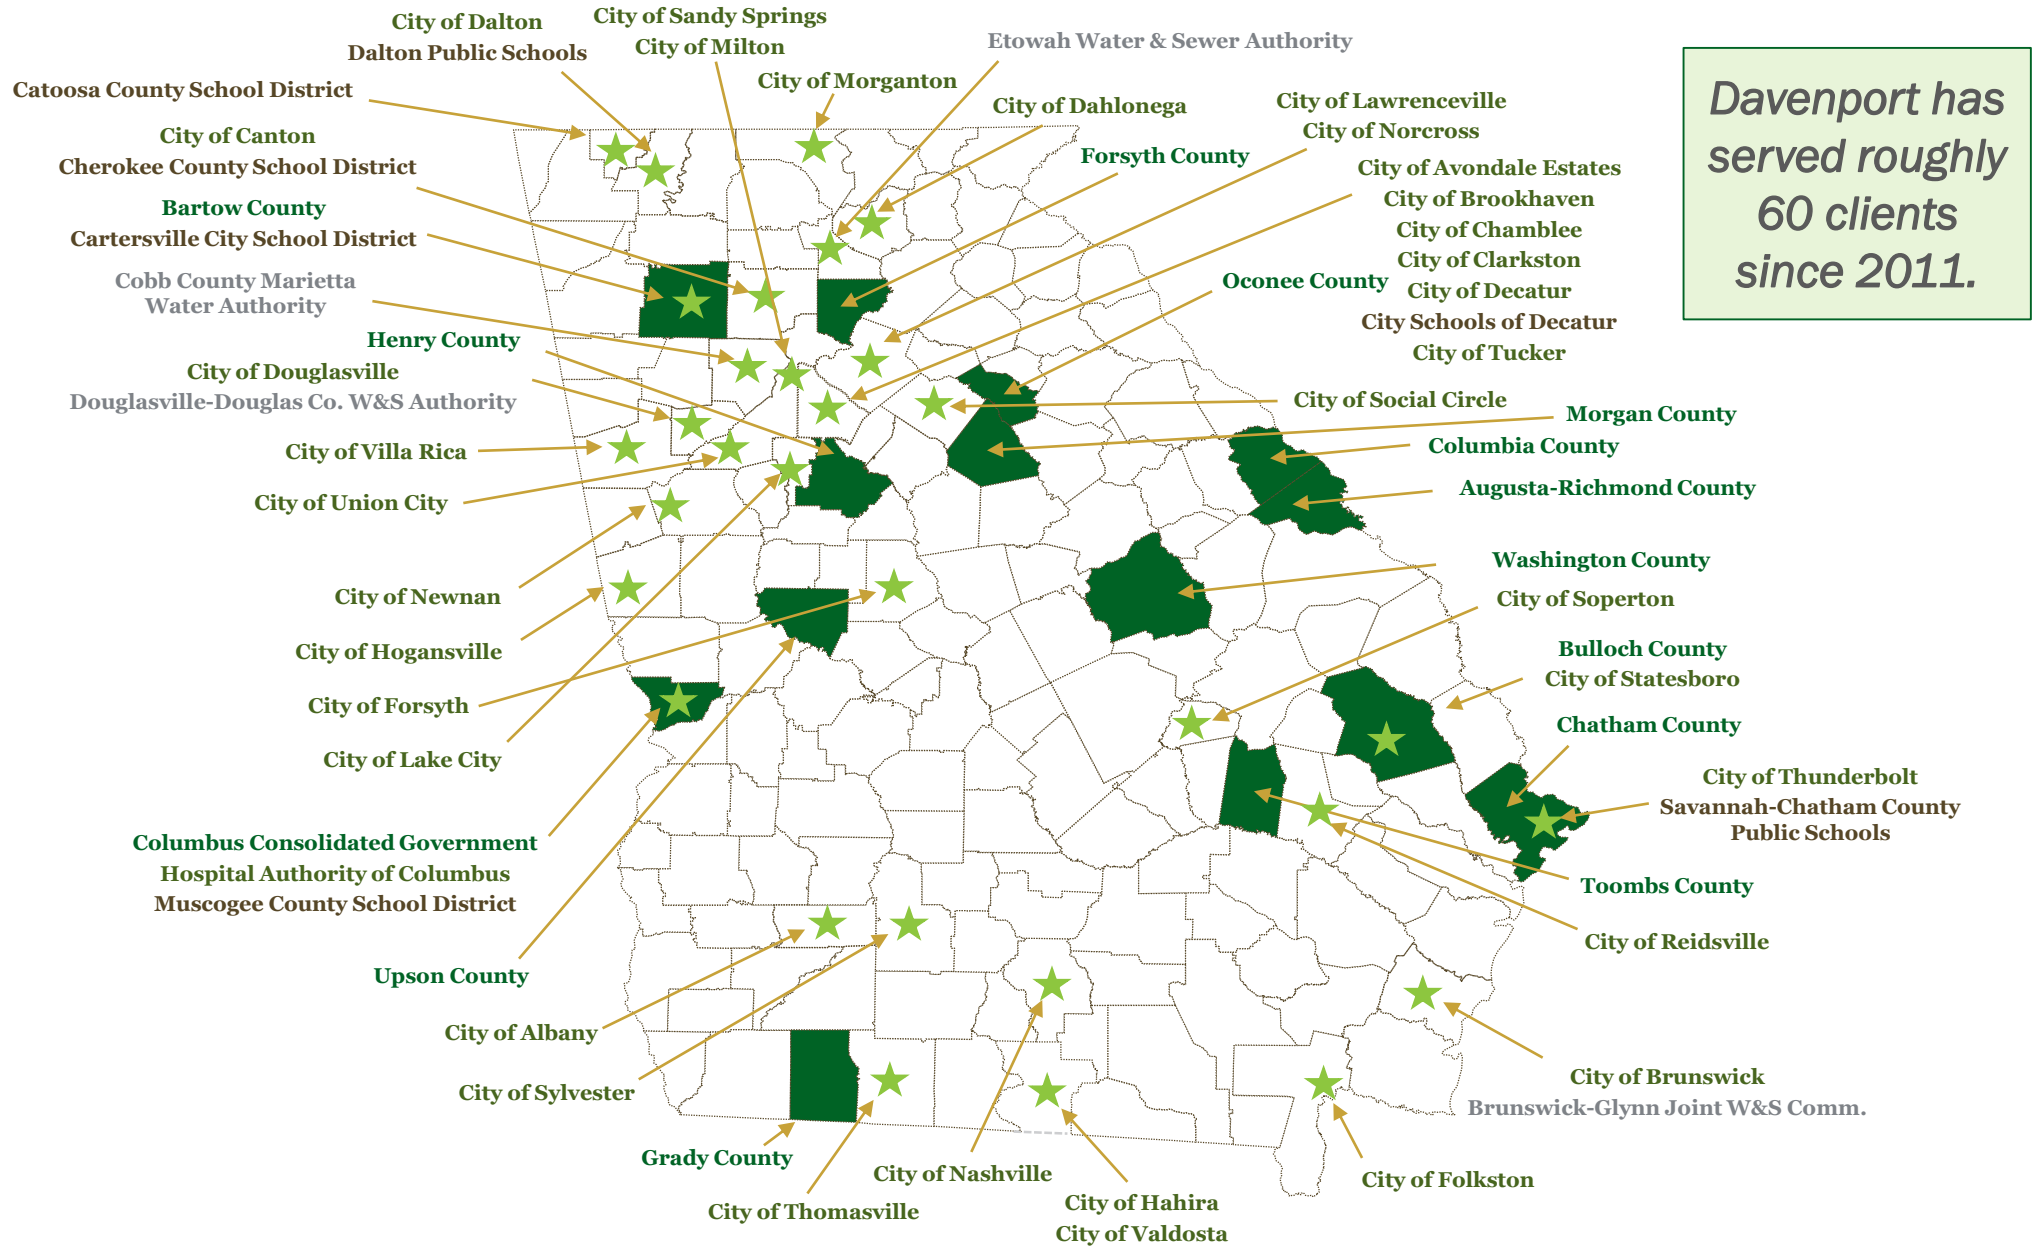 City of Dalton
Dalton Public Schools
City of Sandy Springs
City of Milton
Etowah Water & Sewer Authority
City of Morganton
Catoosa County School District
City of Dahlonega
City of Lawrenceville
City of Norcross
City of Canton
Cherokee County School District
Forsyth County
City of Avondale Estates
City of Brookhaven
City of Chamblee
City of Clarkston
City of Decatur
City Schools of Decatur
City of Tucker
Davenport has
served roughly
60 clients
since 2011.
Bartow County
Cartersville City School District
Cobb County Marietta
Water Authority
Oconee County
Henry County
City of Douglasville
Douglasville-Douglas Co. W&S Authority
City of Social Circle
Morgan County
Columbia County
City of Villa Rica
Augusta-Richmond County
City of Union City
Washington County
City of Newnan
City of Soperton
City of Hogansville
Bulloch County
City of Statesboro
City of Forsyth
Chatham County
City of Lake City
City of Thunderbolt
Savannah-Chatham County
Public Schools
Columbus Consolidated Government
Hospital Authority of Columbus
Muscogee County School District
Toombs County
City of Reidsville
Upson County
City of Albany
City of Sylvester
City of Brunswick
Brunswick-Glynn Joint W&S Comm.
Grady County
City of Nashville
City of Folkston
City of Thomasville
City of Hahira
City of Valdosta